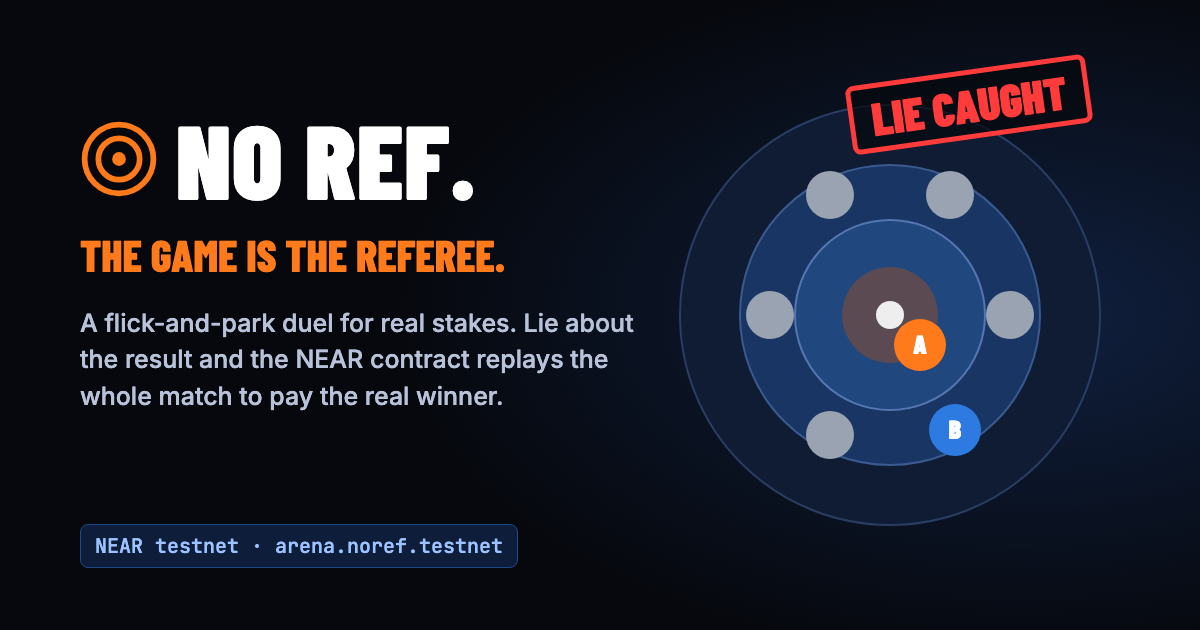 NO REF.
THE GAME IS THE REFEREE.
A flick-and-park duel for real stakes. Lie about
the result and the NEAR contract replays the
whole match to pay the real winner.
NEAR testnet · arena.noref.testnet
LIE CAUGHT
A
B